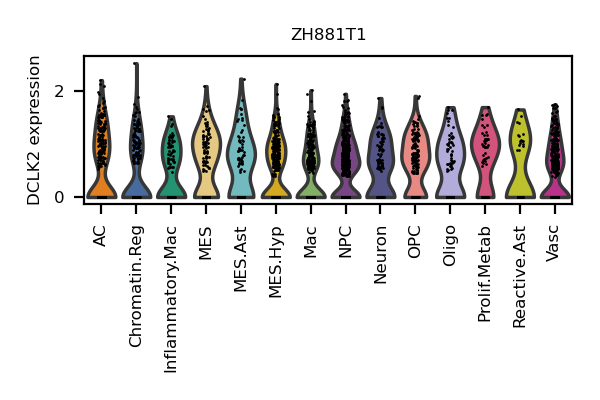 ZH881T1
DCLK2 expression
2
0
AC
Chromatin.Reg
Inflammatory.Mac
MES
MES.Ast
MES.Hyp
Mac
NPC
Neuron
OPC
Oligo
Prolif.Metab
Reactive.Ast
Vasc